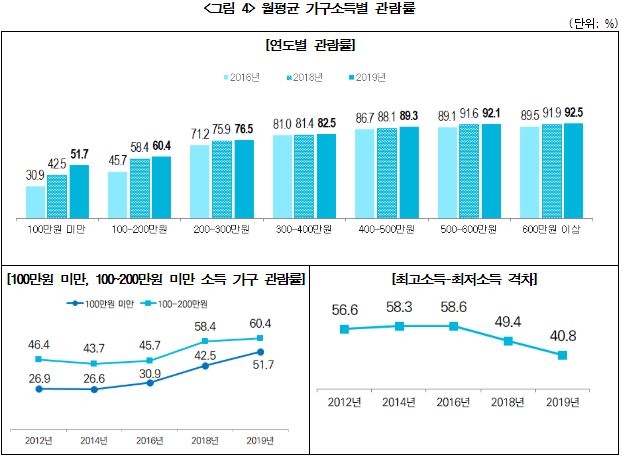 <그림 4> 월평균 가구소득별 관람률
(단위: %)
[연도별 관람률]
2016년 2018년 2019년
30.9 42.5 51.7 45.7 58.4 60.4 71.2 75.9 76.5 81.0 81.4 82.5 86.7 88.1 89.3 89.1 91.6 92.1 89.5 91.9 92.5
100만원 미만 100-200만원 200-300만원 300-400만원 400-500만원 500-600만원 600만원 이상
[100만원 미만, 100-200만원 미만 소득 가구 관람률]
100만원 미만 100-200만원
46.4 43.7 45.7 58.4 60.4
26.9 26.6 30.9 42.5 51.7
2012년 2014년 2016년 2018년 2019년
[최고소득-최저소득 격차]
56.6 58.3 58.6 49.4 40.8
2012년 2014년 2016년 2018년 2019년